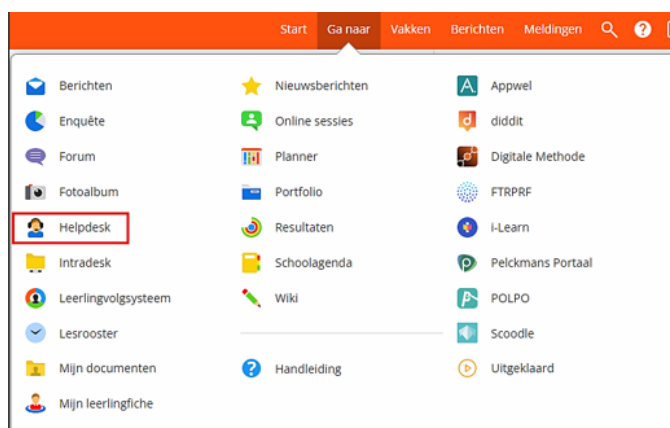 Start Ga naar Vakken Berichten Meldingen
Berichten
Enquête
Forum
Fotoalbum
Helpdesk
Intradesk
Leerlingvolgsysteem
Lesrooster
Mijn documenten
Mijn leerlingfiche
Nieuwsberichten
Online sessies
Planner
Portfolio
Resultaten
Schoolagenda
Wiki
Handleiding
Appwel
diddit
Digitale Methode
FTRPRF
i-Learn
Pelckmans Portaal
POLPO
Scoodle
Uitgeklaard